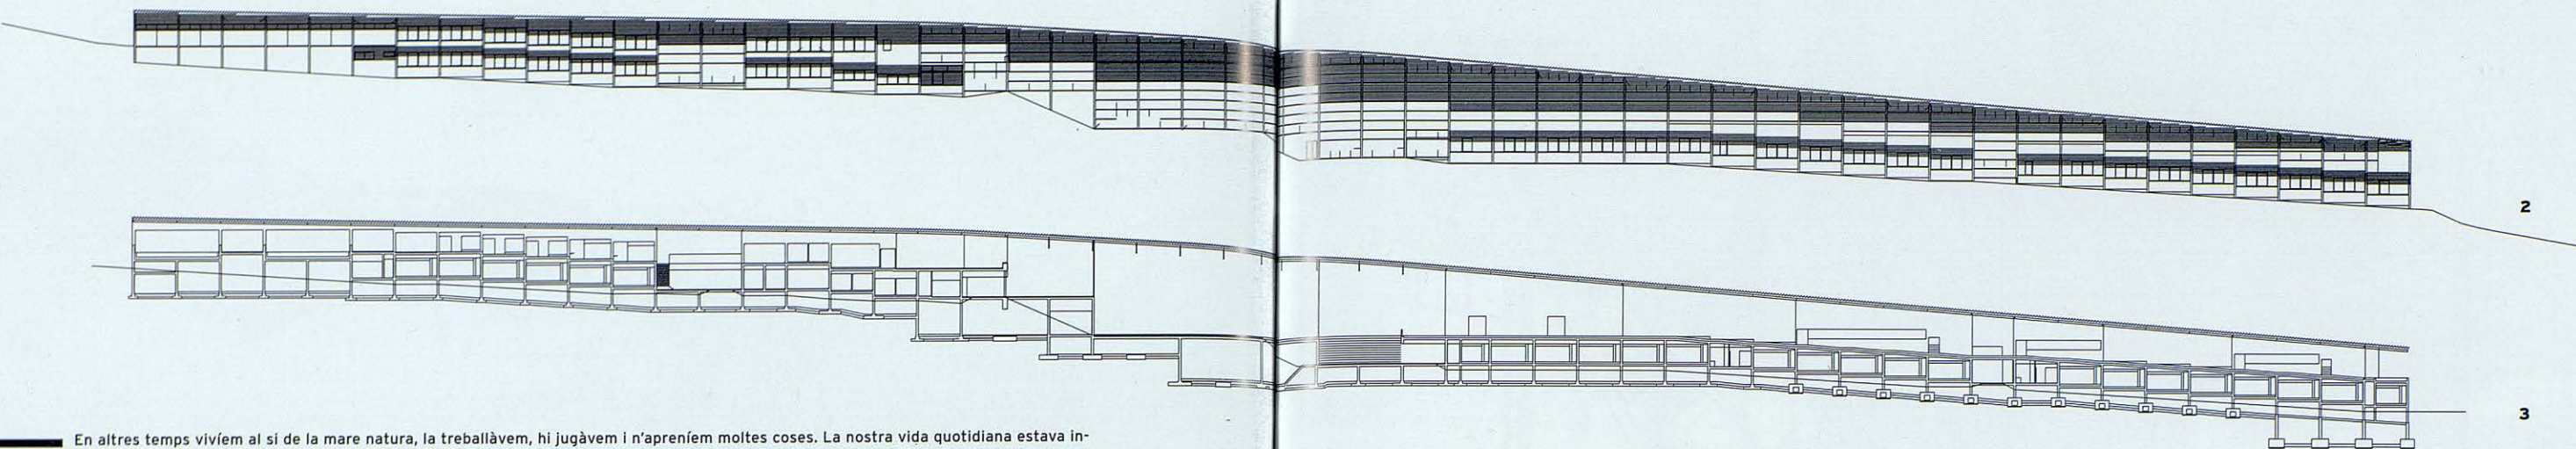 2
3
En altres temps vivíem al si de la mare natura, la treballàvem, hi jugàvem i n'apreníem moltes coses. La nostra vida quotidiana estava in-